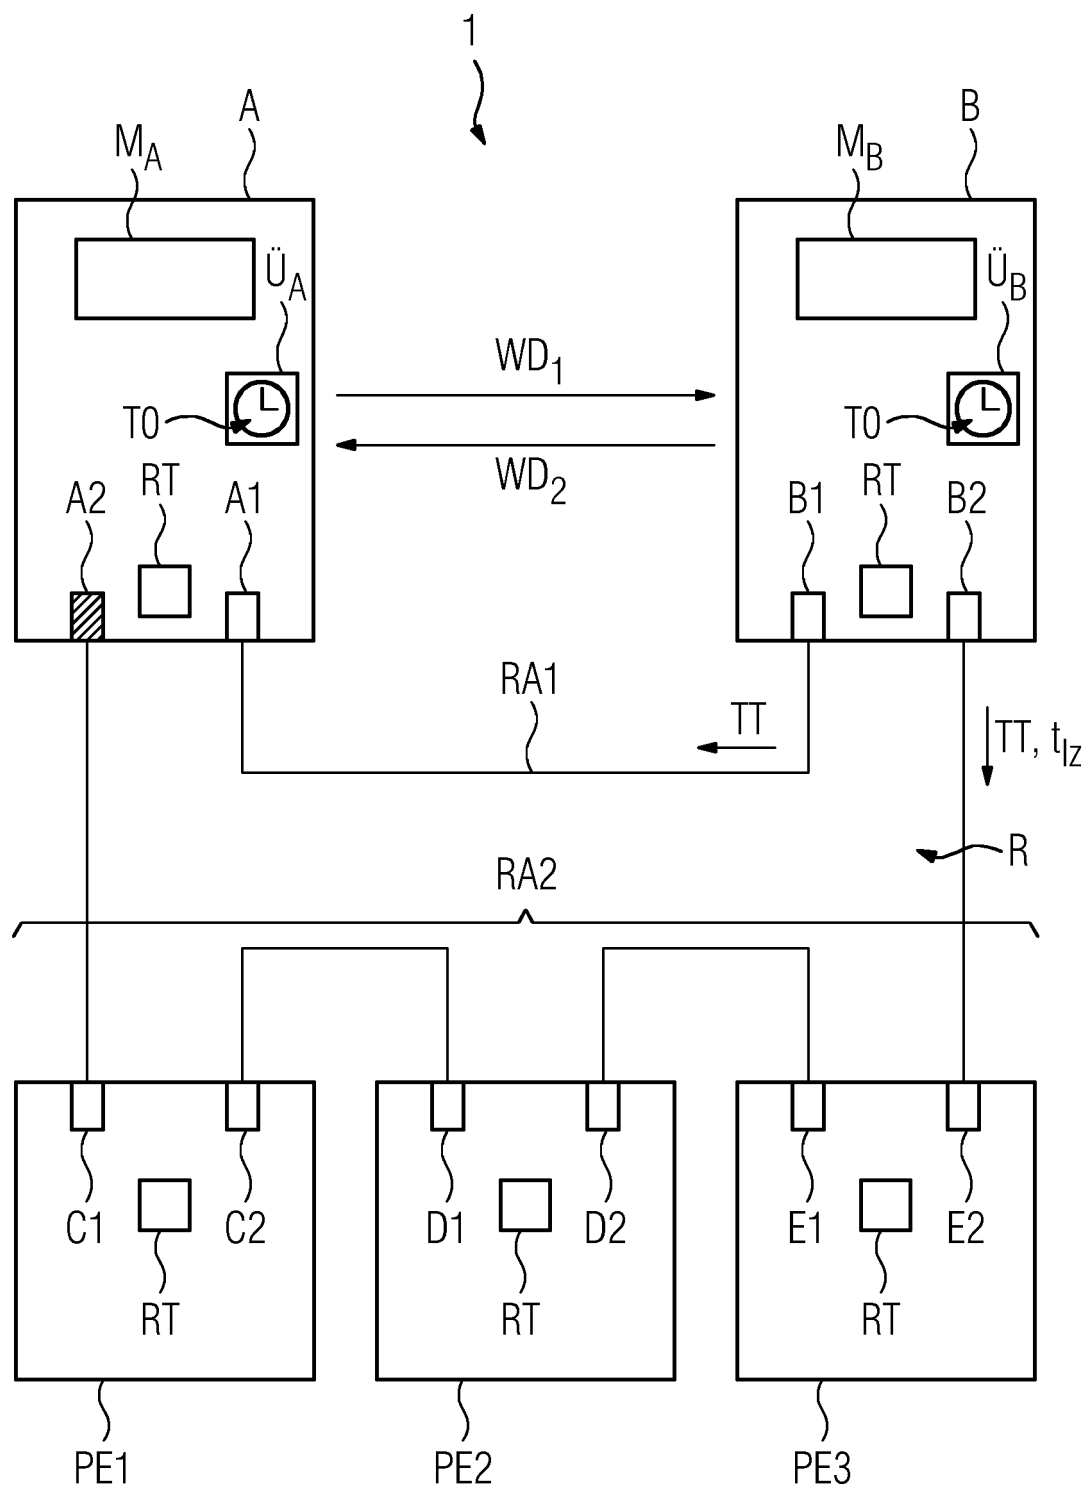 1
A B
M_A M_B
Ü_A Ü_B
WD_1
T0 T0
WD_2
A2 RT A1 B1 RT B2
RA1 TT TT, t_lz
R
RA2
C1 C2 D1 D2 E1 E2
RT RT RT
PE1 PE2 PE3